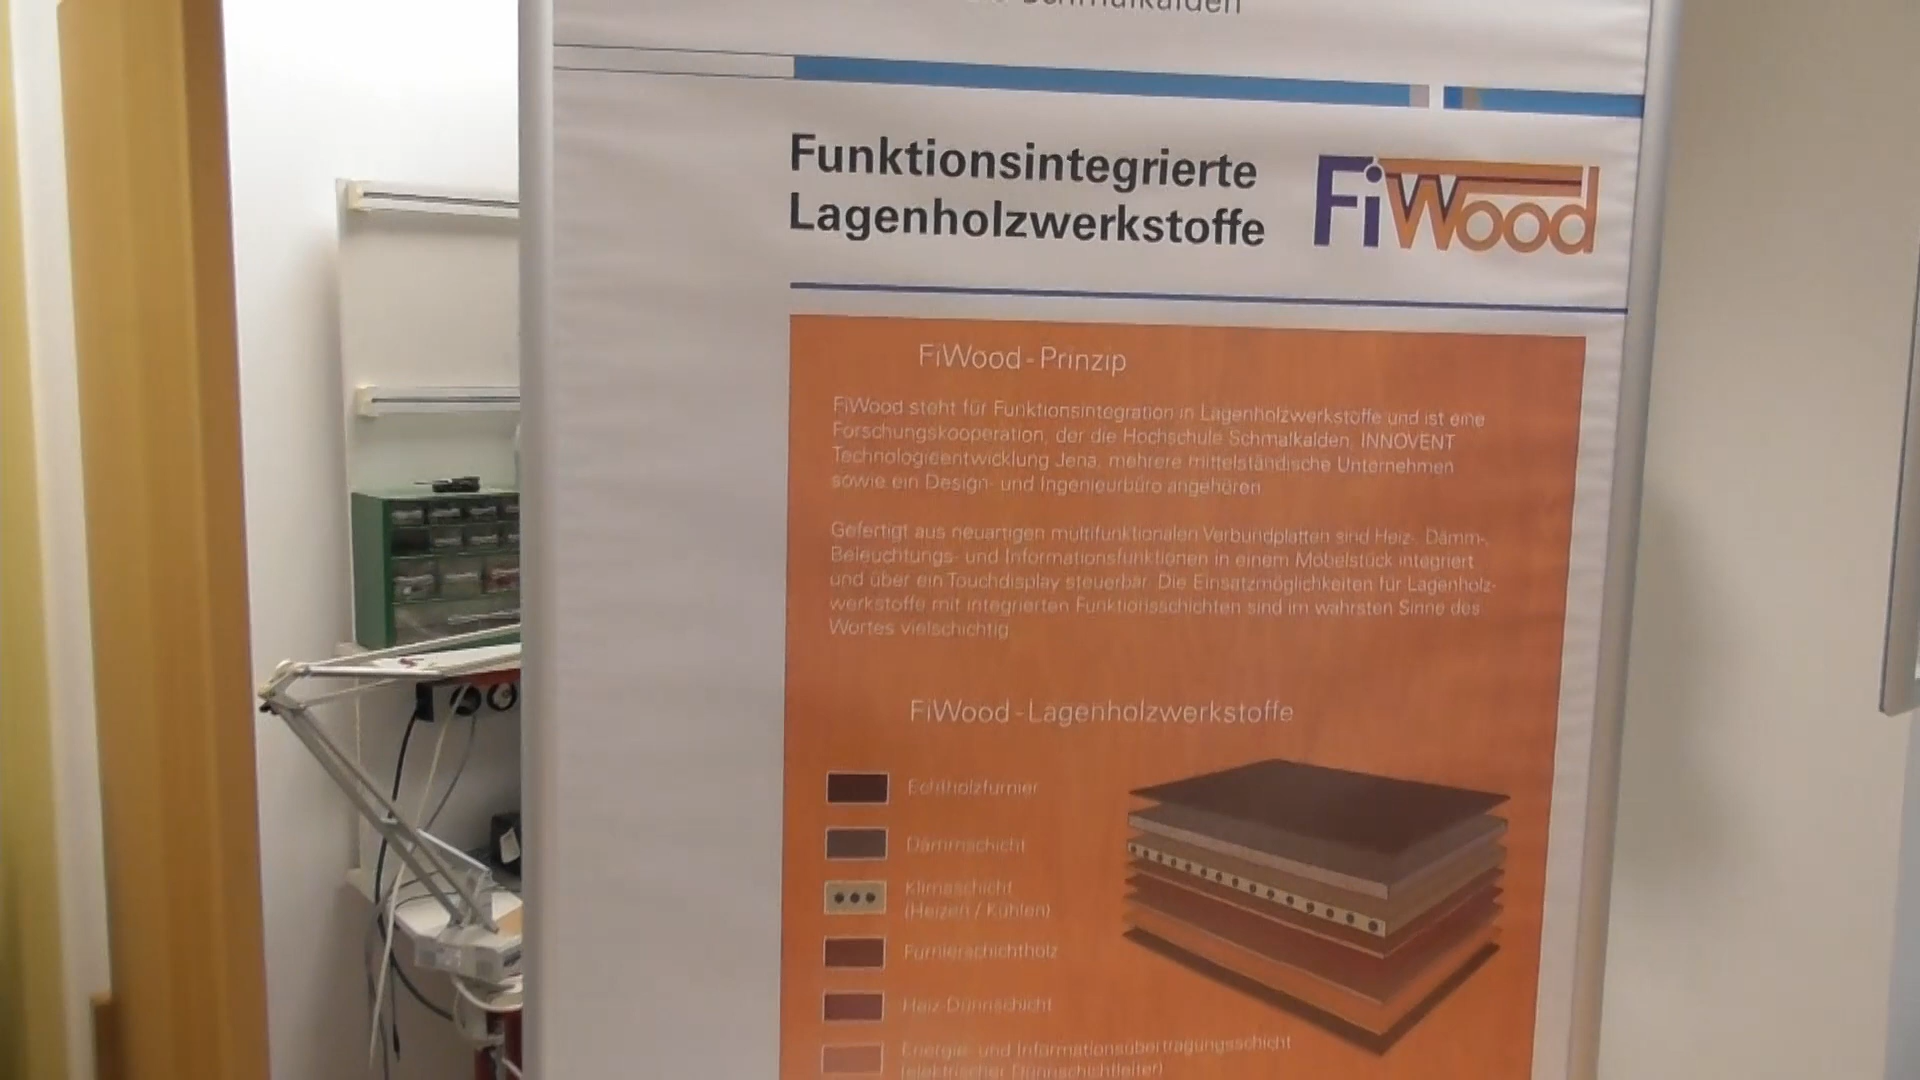 Schmalkalden
Funktionsintegrierte
Lagenholzwerkstoffe
FiWood
FiWood - Prinzip
FiWood steht für Funktionsintegration in Lagenholzwerkstoffe und ist eine
Forschungskooperation, der die Hochschule Schmalkalden, INNOVENT
Technologieentwicklung Jena, mehrere mittelständische Unternehmen
sowie ein Design- und Ingenieurbüro angehören
Gefertigt aus neuartigen multifunktionalen Verbundplatten sind Heiz-, Dämm-,
Beleuchtungs- und Informationsfunktionen in einem Möbelstück integriert
und über ein Touchdisplay steuerbar. Die Einsatzmöglichkeiten für Lagenholz-
werkstoffe mit integrierten Funktionsschichten sind im wahrsten Sinne des
Wortes vielschichtig.
FiWood - Lagenholzwerkstoffe
Echtholzfurnier
Dämmschicht
Klimaschicht
(Heizen / Kühlen)
Furnierschichtholz
Heiz-Dünnschicht
Energie- und Informationsübertragungsschicht
(elektrischer Dünnschichtleiter)